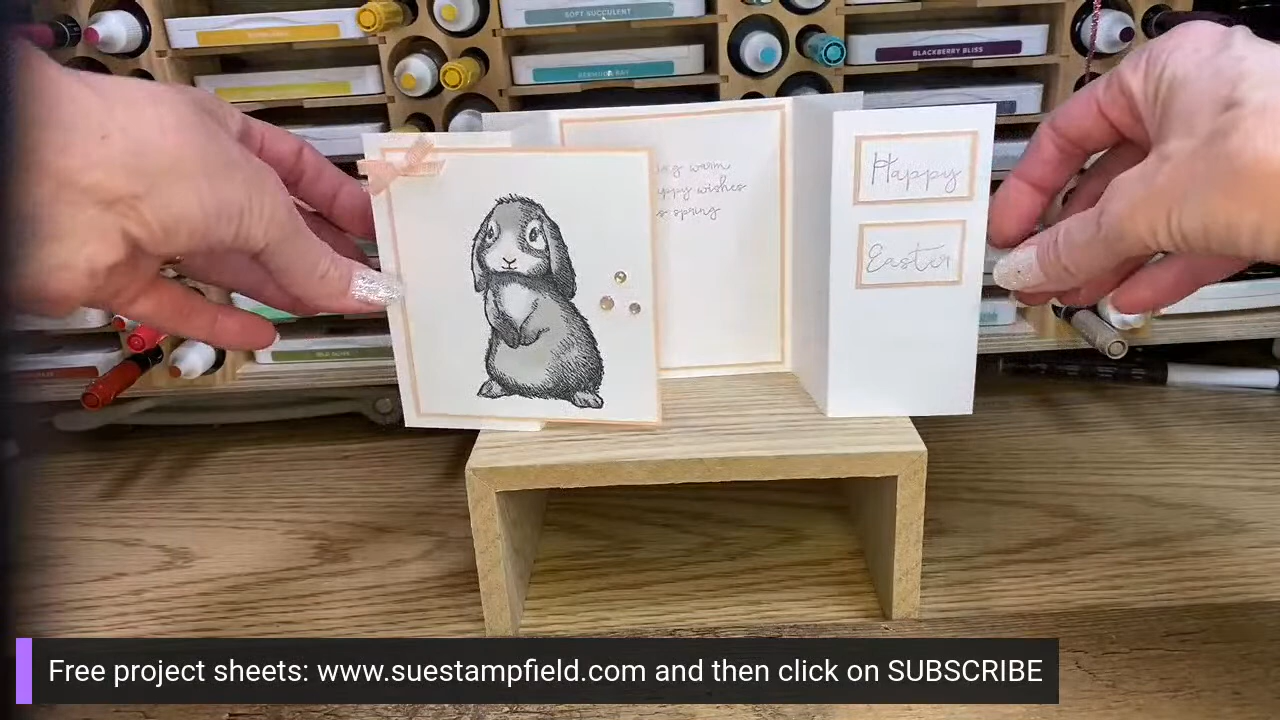 SOFT SUCCULENT
BERMUDA BAY
BLACKBERRY BLISS
warm
wishes
spring
Happy
Easter
Free project sheets: www.suestampfield.com and then click on SUBSCRIBE